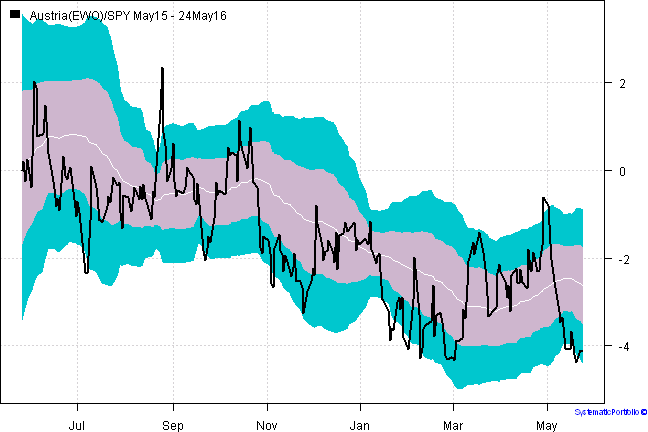 Austria(EWO)/SPY May15 - 24May16
2
0
-2
-4
Jul Sep Nov Jan Mar May
SystematicPortfolio ©